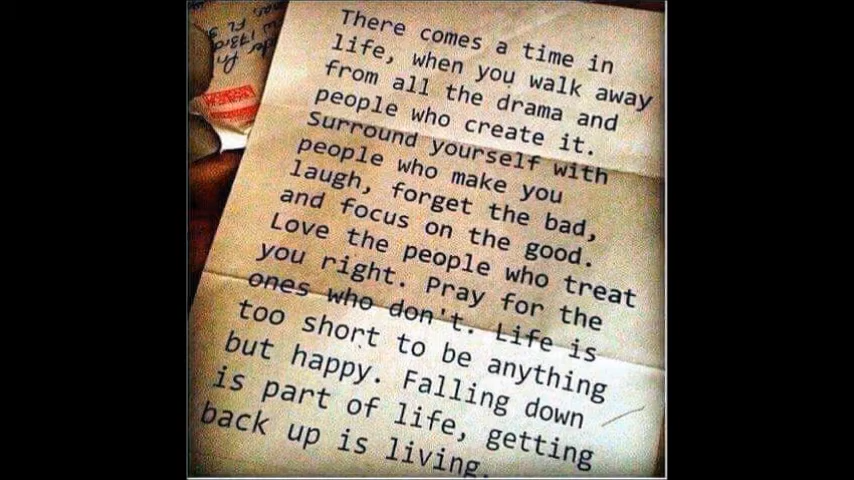 There comes a time in
life, when you walk away
from all the drama and
people who create it.
Surround yourself with
people who make you
laugh, forget the bad,
and focus on the good.
Love the people who treat
you right. Pray for the
ones who don't. Life is
too short to be anything
but happy. Falling down
is part of life, getting
back up is living.